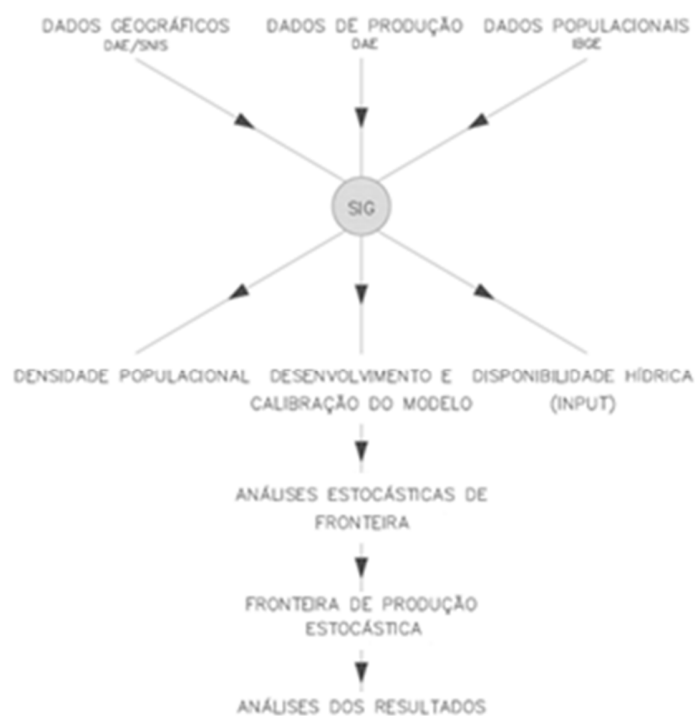 DADOS GEOGRÁFICOS
DAE/SNIS
DADOS DE PRODUÇÃO
DAE
DADOS POPULACIONAIS
IBGE
SIG
DENSIDADE POPULACIONAL
DESENVOLVIMENTO E
CALIBRAÇÃO DO MODELO
DISPONIBILIDADE HÍDRICA
(INPUT)
ANÁLISES ESTOCÁSTICAS DE
FRONTEIRA
FRONTEIRA DE PRODUÇÃO
ESTOCÁSTICA
ANÁLISES DOS RESULTADOS